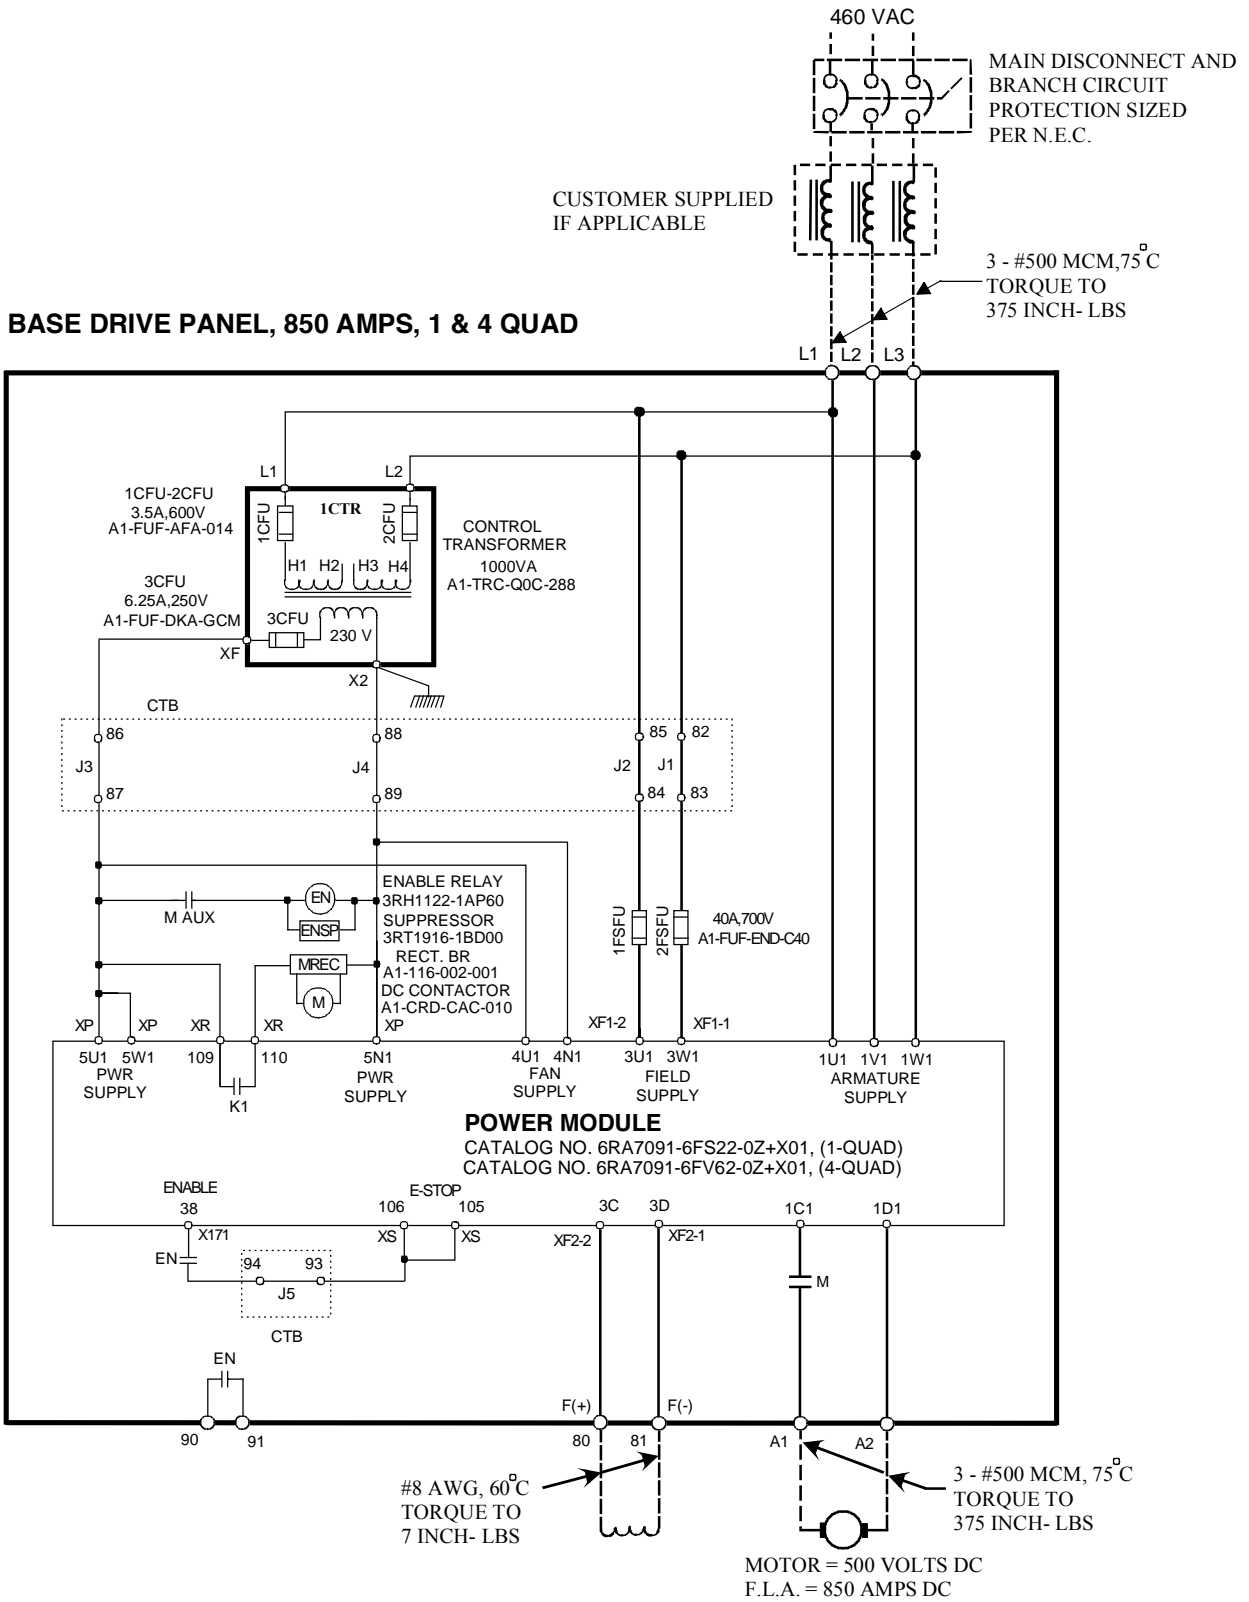 460 VAC
MAIN DISCONNECT AND
BRANCH CIRCUIT
PROTECTION SIZED
PER N.E.C.
CUSTOMER SUPPLIED
IF APPLICABLE
3 - #500 MCM,75°C
TORQUE TO
375 INCH- LBS
BASE DRIVE PANEL, 850 AMPS, 1 & 4 QUAD
L1 L2 L3
L1 L2
1CFU-2CFU
3.5A,600V
A1-FUF-AFA-014
1CFU
1CTR
2CFU
CONTROL
TRANSFORMER
1000VA
A1-TRC-Q0C-288
H1 H2 H3 H4
3CFU
6.25A,250V
A1-FUF-DKA-GCM
3CFU
230 V
XF
X2
CTB
86 88 85 82
J3 J4 J2 J1
87 89 84 83
M AUX
EN
ENSP
ENABLE RELAY
3RH1122-1AP60
SUPPRESSOR
3RT1916-1BD00
RECT. BR
A1-116-002-001
DC CONTACTOR
A1-CRD-CAC-010
MREC
M
1FSFU
2FSFU
40A,700V
A1-FUF-END-C40
XP XP XR XR XP XF1-2 XF1-1
5U1 5W1 109 110 5N1 4U1 4N1 3U1 3W1 1U1 1V1 1W1
PWR
SUPPLY
K1
PWR
SUPPLY
FAN
SUPPLY
FIELD
SUPPLY
ARMATURE
SUPPLY
POWER MODULE
CATALOG NO. 6RA7091-6FS22-0Z+X01, (1-QUAD)
CATALOG NO. 6RA7091-6FV62-0Z+X01, (4-QUAD)
ENABLE
E-STOP
38 106 105 3C 3D 1C1 1D1
X171 XS XS XF2-2 XF2-1
EN
94 93
J5
CTB
M
EN
F(+) F(-)
90 91 80 81 A1 A2
#8 AWG, 60°C
TORQUE TO
7 INCH- LBS
3 - #500 MCM, 75°C
TORQUE TO
375 INCH- LBS
MOTOR = 500 VOLTS DC
F.L.A. = 850 AMPS DC